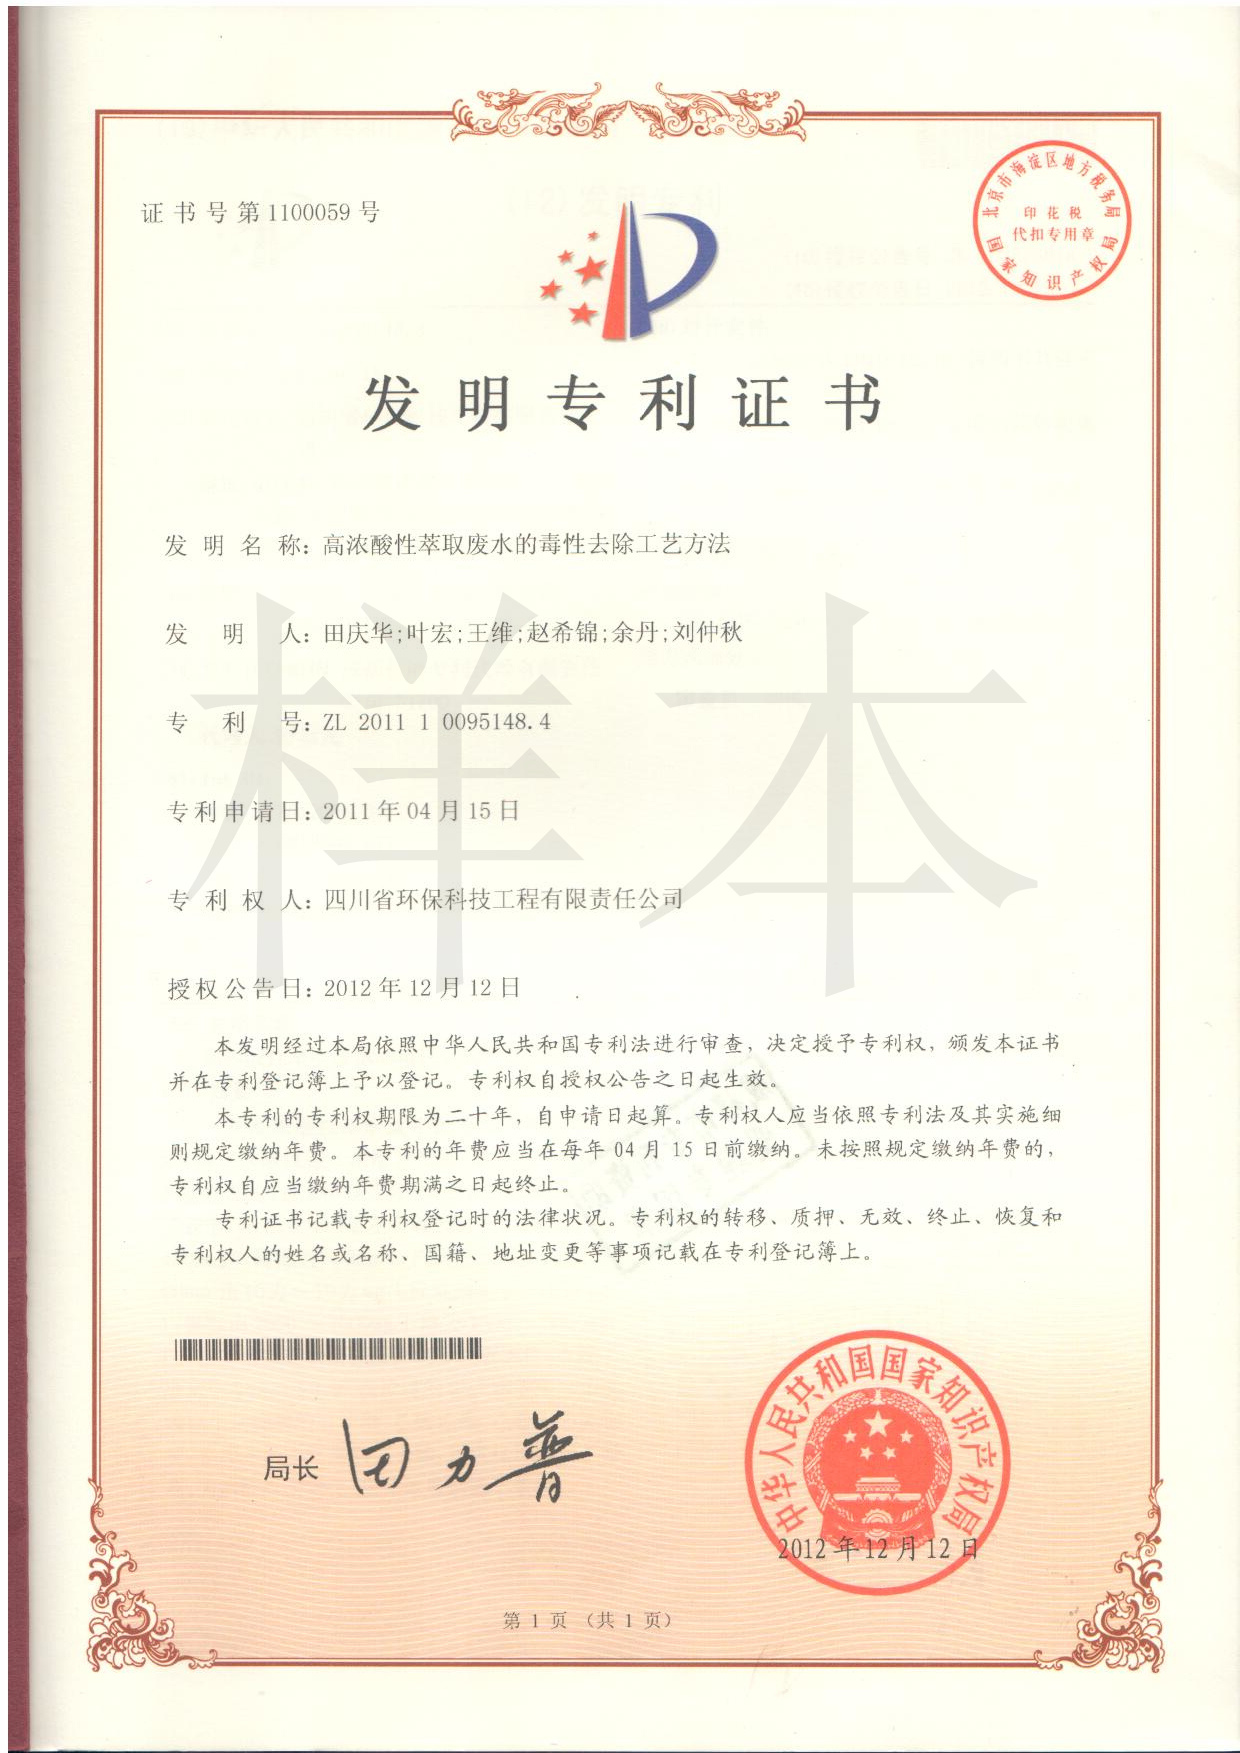 证书号第1100059号
北京市海淀区地方税务局
印花税
代扣专用章
国家知识产权局
发明专利证书
发明名称：高浓酸性萃取废水的毒性去除工艺方法
发明人：田庆华;叶宏;王维;赵希锦;余丹;刘仲秋
专利号：ZL 2011 1 0095148.4
专利申请日：2011年04月15日
专利权人：四川省环保科技工程有限责任公司
授权公告日：2012年12月12日
样本
本发明经过本局依照中华人民共和国专利法进行审查，决定授予专利权，颁发本证书
并在专利登记簿上予以登记。专利权自授权公告之日起生效。
本专利的专利权期限为二十年，自申请日起算。专利权人应当依照专利法及其实施细
则规定缴纳年费。本专利的年费应当在每年04月15日前缴纳。未按照规定缴纳年费的，
专利权自应当缴纳年费期满之日起终止。
专利证书记载专利权登记时的法律状况。专利权的转移、质押、无效、终止、恢复和
专利权人的姓名或名称、国籍、地址变更等事项记载在专利登记簿上。
局长 田力普
中华人民共和国国家知识产权局
2012年12月12日
第1页（共1页）